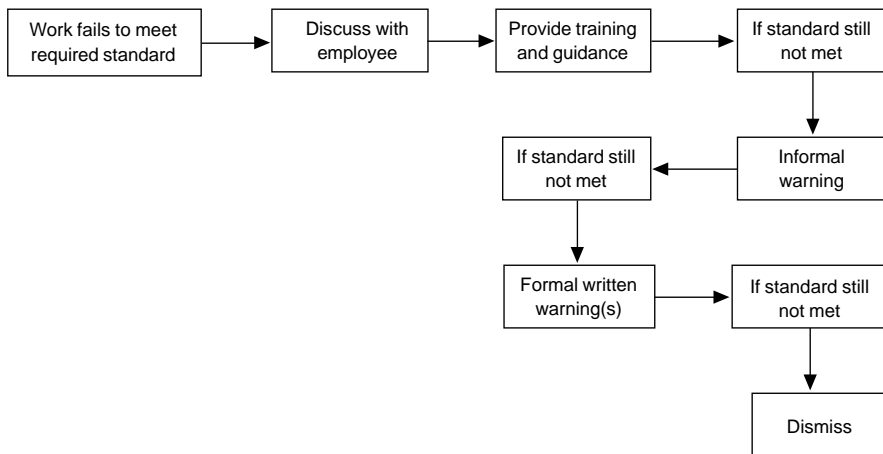 Work fails to meet
required standard
Discuss with
employee
Provide training
and guidance
If standard still
not met
Informal
warning
If standard still
not met
Formal written
warning(s)
If standard still
not met
Dismiss